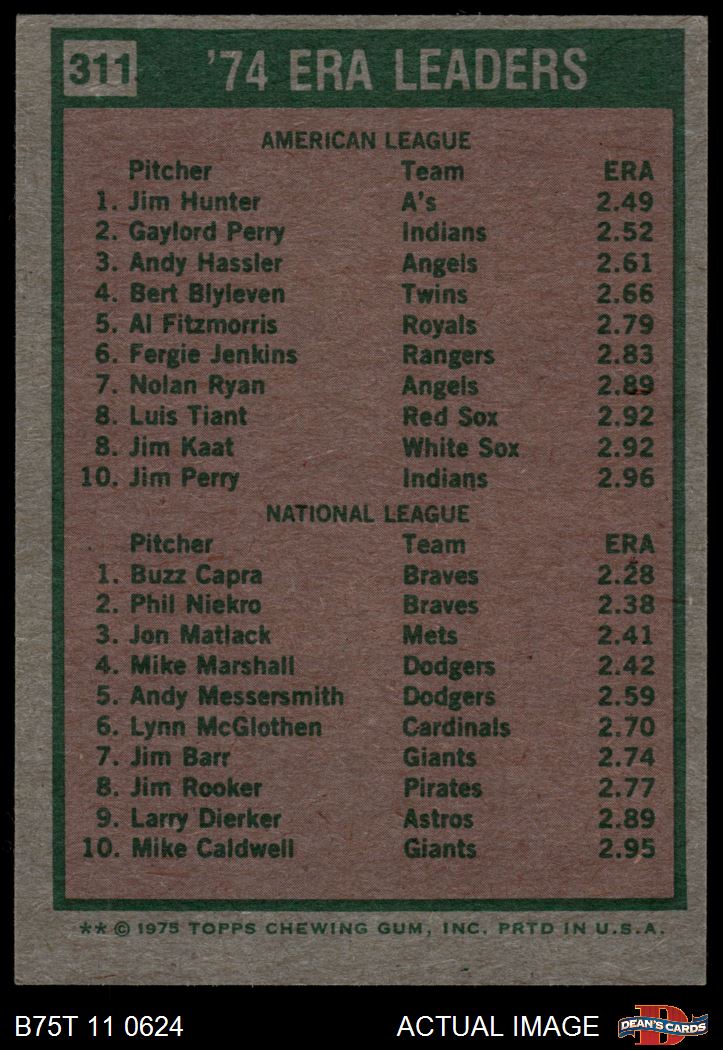 311 '74 ERA LEADERS
AMERICAN LEAGUE
Pitcher Team ERA
1. Jim Hunter A's 2.49
2. Gaylord Perry Indians 2.52
3. Andy Hassler Angels 2.61
4. Bert Blyleven Twins 2.66
5. Al Fitzmorris Royals 2.79
6. Fergie Jenkins Rangers 2.83
7. Nolan Ryan Angels 2.89
8. Luis Tiant Red Sox 2.92
8. Jim Kaat White Sox 2.92
10. Jim Perry Indians 2.96
NATIONAL LEAGUE
Pitcher Team ERA
1. Buzz Capra Braves 2.28
2. Phil Niekro Braves 2.38
3. Jon Matlack Mets 2.41
4. Mike Marshall Dodgers 2.42
5. Andy Messersmith Dodgers 2.59
6. Lynn McGlothen Cardinals 2.70
7. Jim Barr Giants 2.74
8. Jim Rooker Pirates 2.77
9. Larry Dierker Astros 2.89
10. Mike Caldwell Giants 2.95
** © 1975 TOPPS CHEWING GUM, INC. PRTD IN U.S.A.
B75T 11 0624 ACTUAL IMAGE D DEAN'S CARDS